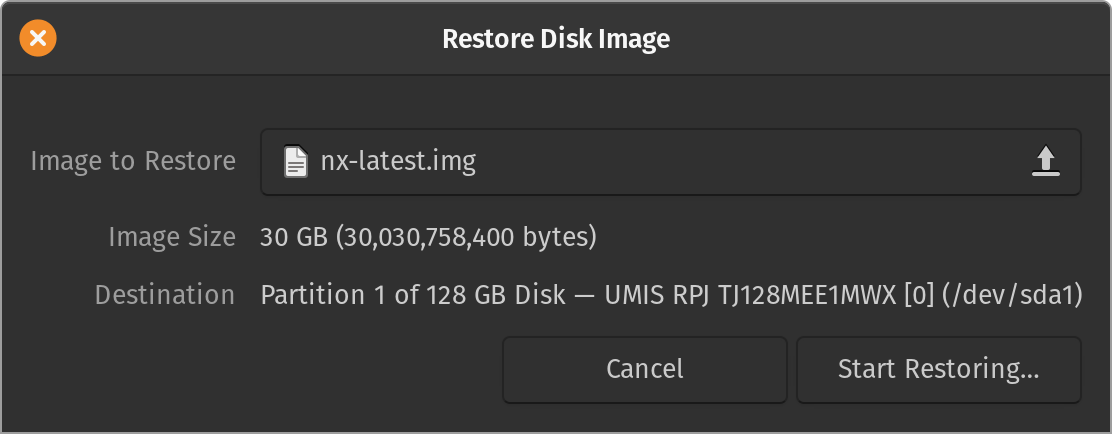 Restore Disk Image
Image to Restore nx-latest.img
Image Size 30 GB (30,030,758,400 bytes)
Destination Partition 1 of 128 GB Disk — UMIS RPJ TJ128MEE1MWX [0] (/dev/sda1)
Cancel Start Restoring...